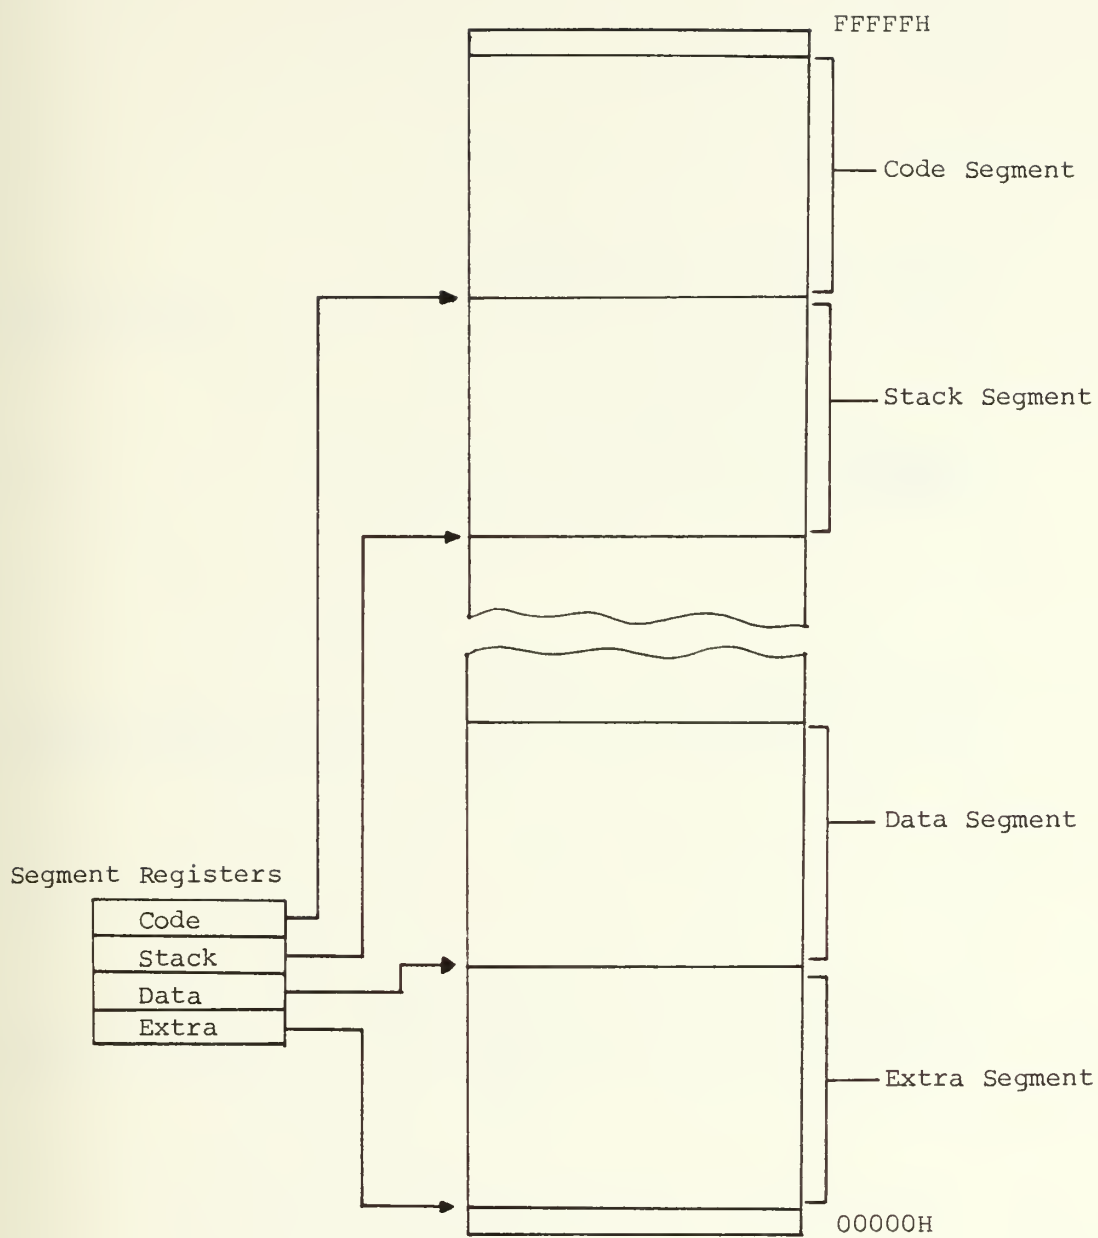 FFFFFH
Code Segment
Stack Segment
Data Segment
Segment Registers
Code
Stack
Data
Extra
Extra Segment
00000H